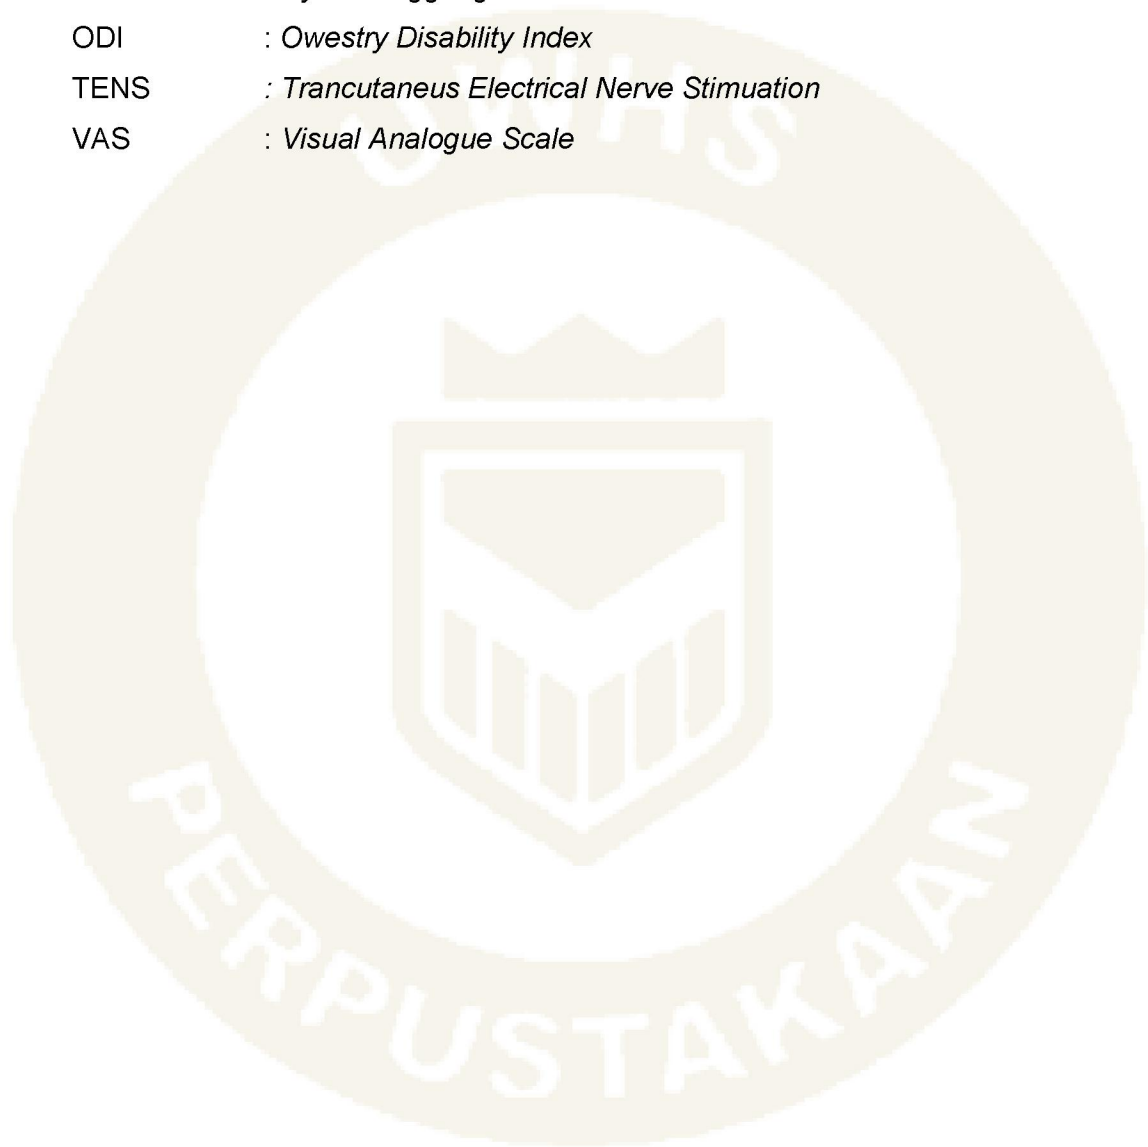 ODI : Owestry Disability Index
TENS : Trancutaneus Electrical Nerve Stimuation
VAS : Visual Analogue Scale
UWHS
PERPUSTAKAAN